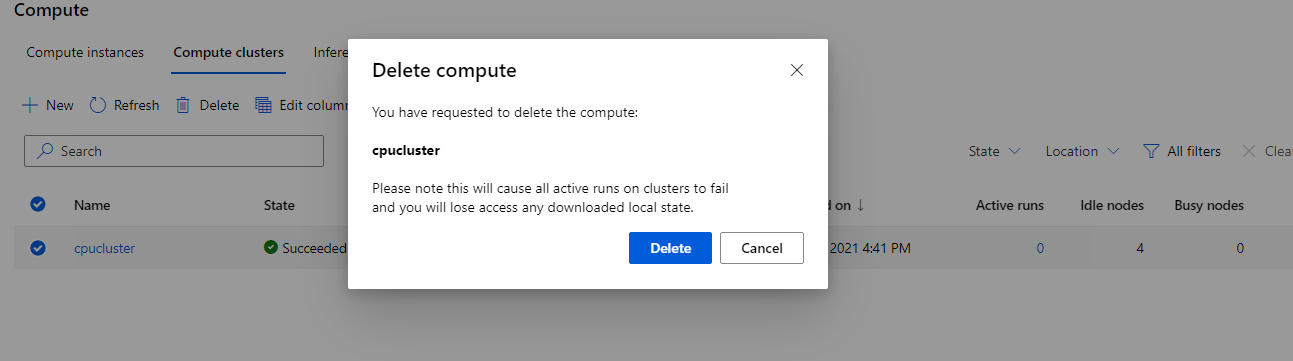 Compute
Compute instances Compute clusters Infere
New Refresh Delete Edit column
Search
State Location All filters Clea
Name State d on ↓ Active runs Idle nodes Busy nodes
cpucluster Succeeded 2021 4:41 PM 0 4 0
Delete compute
You have requested to delete the compute:
cpucluster
Please note this will cause all active runs on clusters to fail
and you will lose access any downloaded local state.
Delete Cancel